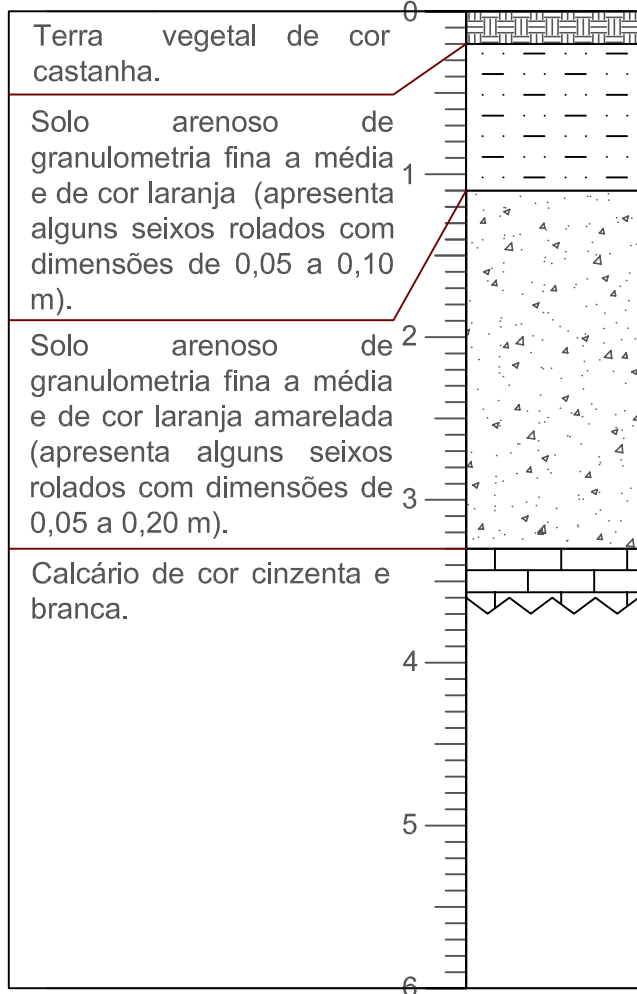 Terra vegetal de cor
castanha.
Solo arenoso de
granulometria fina a média
e de cor laranja (apresenta
alguns seixos rolados com
dimensões de 0,05 a 0,10
m).
Solo arenoso de
granulometria fina a média
e de cor laranja amarelada
(apresenta alguns seixos
rolados com dimensões de
0,05 a 0,20 m).
Calcário de cor cinzenta e
branca.
0
1
2
3
4
5
6